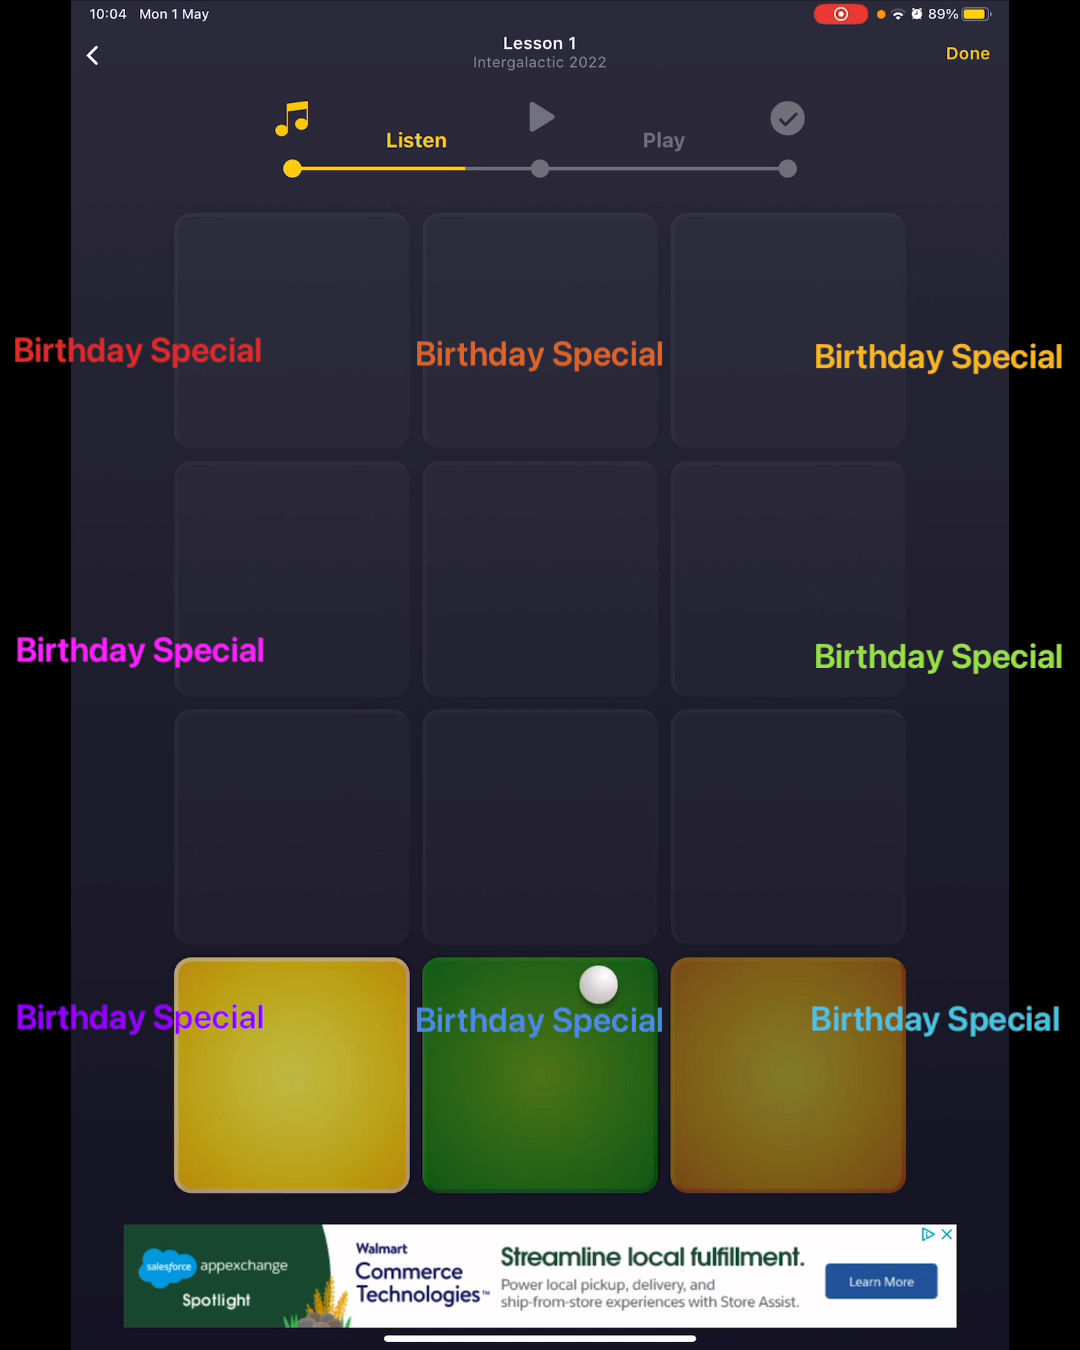 10:04 Mon 1 May
89%
Lesson 1
Intergalactic 2022
Done
Listen
Play
Birthday Special
Birthday Special
Birthday Special
Birthday Special
Birthday Special
Birthday Special
Birthday Special
Birthday Special
salesforce appexchange
Spotlight
Walmart
Commerce
Technologies™
Streamline local fulfillment.
Power local pickup, delivery, and
ship-from-store experiences with Store Assist.
Learn More